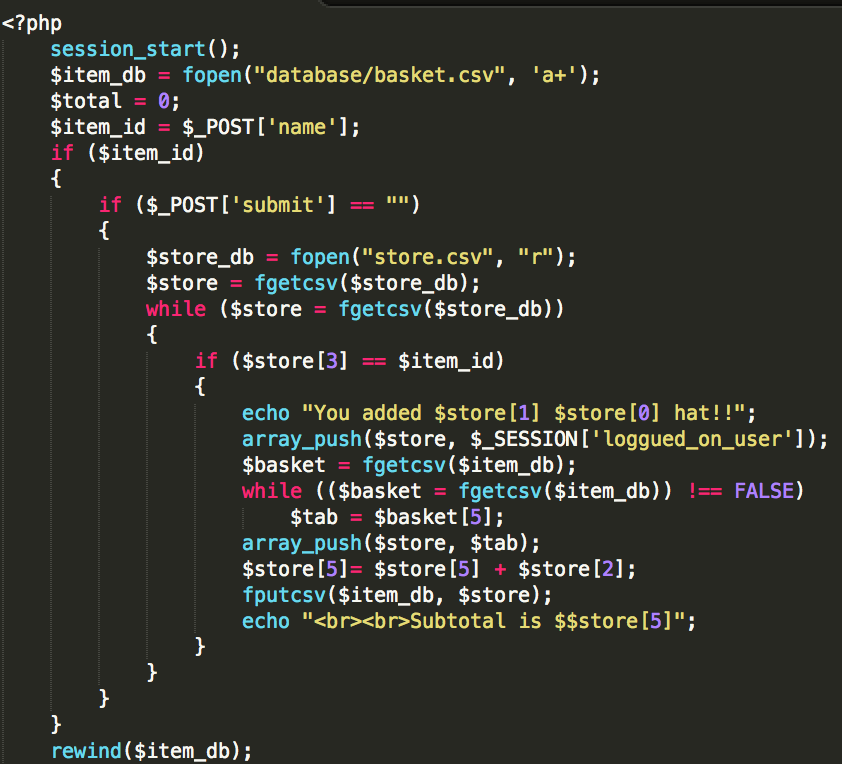 <?php
session_start();
$item_db = fopen("database/basket.csv", 'a+');
$total = 0;
$item_id = $_POST['name'];
if ($item_id)
{
if ($_POST['submit'] == "")
{
$store_db = fopen("store.csv", "r");
$store = fgetcsv($store_db);
while ($store = fgetcsv($store_db))
{
if ($store[3] == $item_id)
{
echo "You added $store[1] $store[0] hat!!";
array_push($store, $_SESSION['loggued_on_user']);
$basket = fgetcsv($item_db);
while (($basket = fgetcsv($item_db)) !== FALSE)
$tab = $basket[5];
array_push($store, $tab);
$store[5]= $store[5] + $store[2];
fputcsv($item_db, $store);
echo "<br><br>Subtotal is $$store[5]";
}
}
}
}
rewind($item_db);